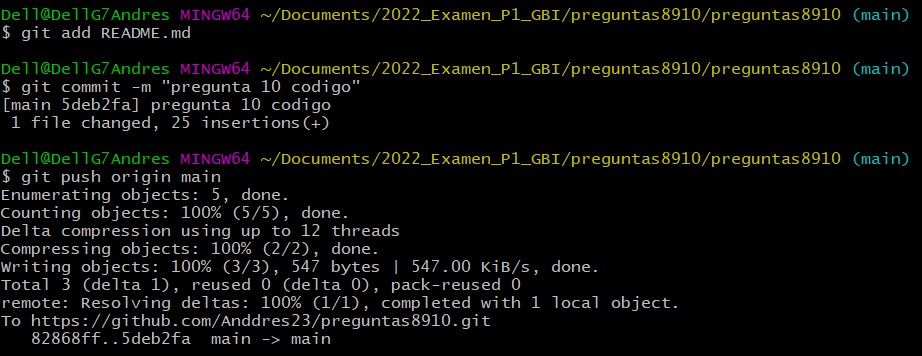 Dell@DellG7Andres MINGW64 ~/Documents/2022_Examen_P1_GBI/preguntas8910/preguntas8910 (main)
$ git add README.md
Dell@DellG7Andres MINGW64 ~/Documents/2022_Examen_P1_GBI/preguntas8910/preguntas8910 (main)
$ git commit -m "pregunta 10 codigo"
[main 5deb2fa] pregunta 10 codigo
 1 file changed, 25 insertions(+)
Dell@DellG7Andres MINGW64 ~/Documents/2022_Examen_P1_GBI/preguntas8910/preguntas8910 (main)
$ git push origin main
Enumerating objects: 5, done.
Counting objects: 100% (5/5), done.
Delta compression using up to 12 threads
Compressing objects: 100% (2/2), done.
Writing objects: 100% (3/3), 547 bytes | 547.00 KiB/s, done.
Total 3 (delta 1), reused 0 (delta 0), pack-reused 0
remote: Resolving deltas: 100% (1/1), completed with 1 local object.
To https://github.com/Anddres23/preguntas8910.git
   82868ff..5deb2fa  main -> main